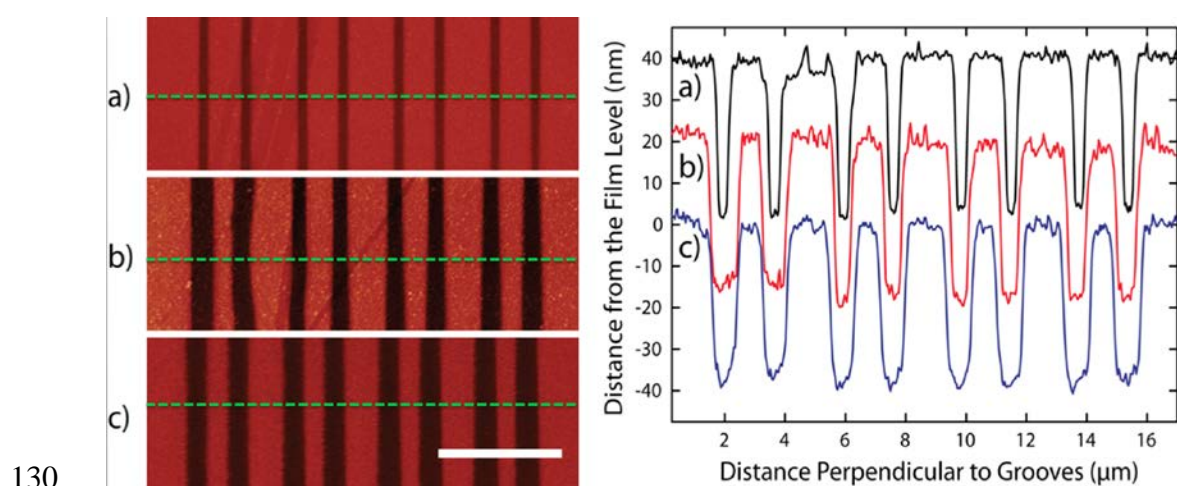 a)
b)
c)
130
Distance from the Film Level (nm)
40
30
20
10
0
-10
-20
-30
-40
a)
b)
c)
2 4 6 8 10 12 14 16
Distance Perpendicular to Grooves (μm)